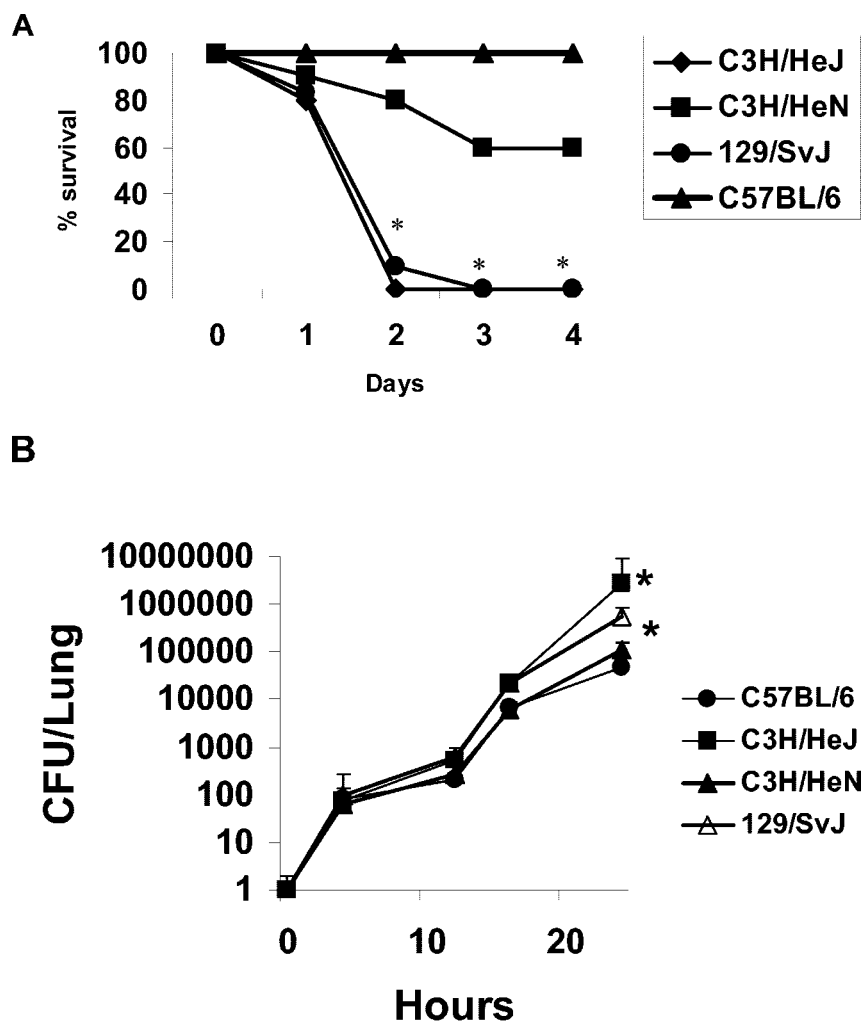 A
% survival
100
80
60
40
20
0
0 1 2 3 4
Days
C3H/HeJ
C3H/HeN
129/SvJ
C57BL/6
*
*
*
B
CFU/Lung
10000000
1000000
100000
10000
1000
100
10
1
0 10 20
Hours
*
*
C57BL/6
C3H/HeJ
C3H/HeN
129/SvJ